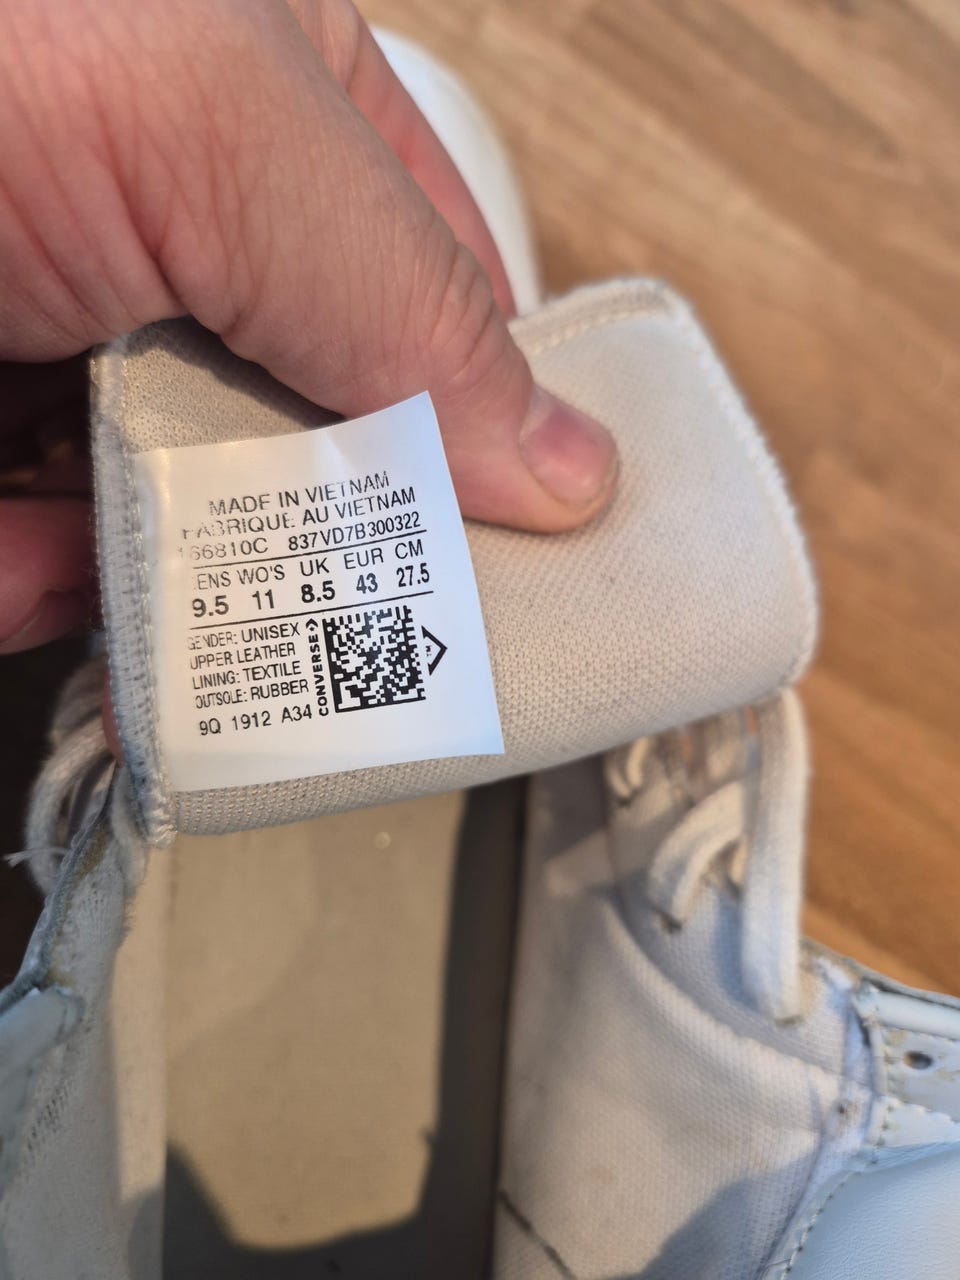 MADE IN VIETNAM
FABRIQUE AU VIETNAM
166810C 837VD7B300322
MENS WO'S UK EUR CM
9.5 11 8.5 43 27.5
GENDER: UNISEX
UPPER LEATHER
LINING: TEXTILE
OUTSOLE: RUBBER
CONVERSE
TM
9Q 1912 A34